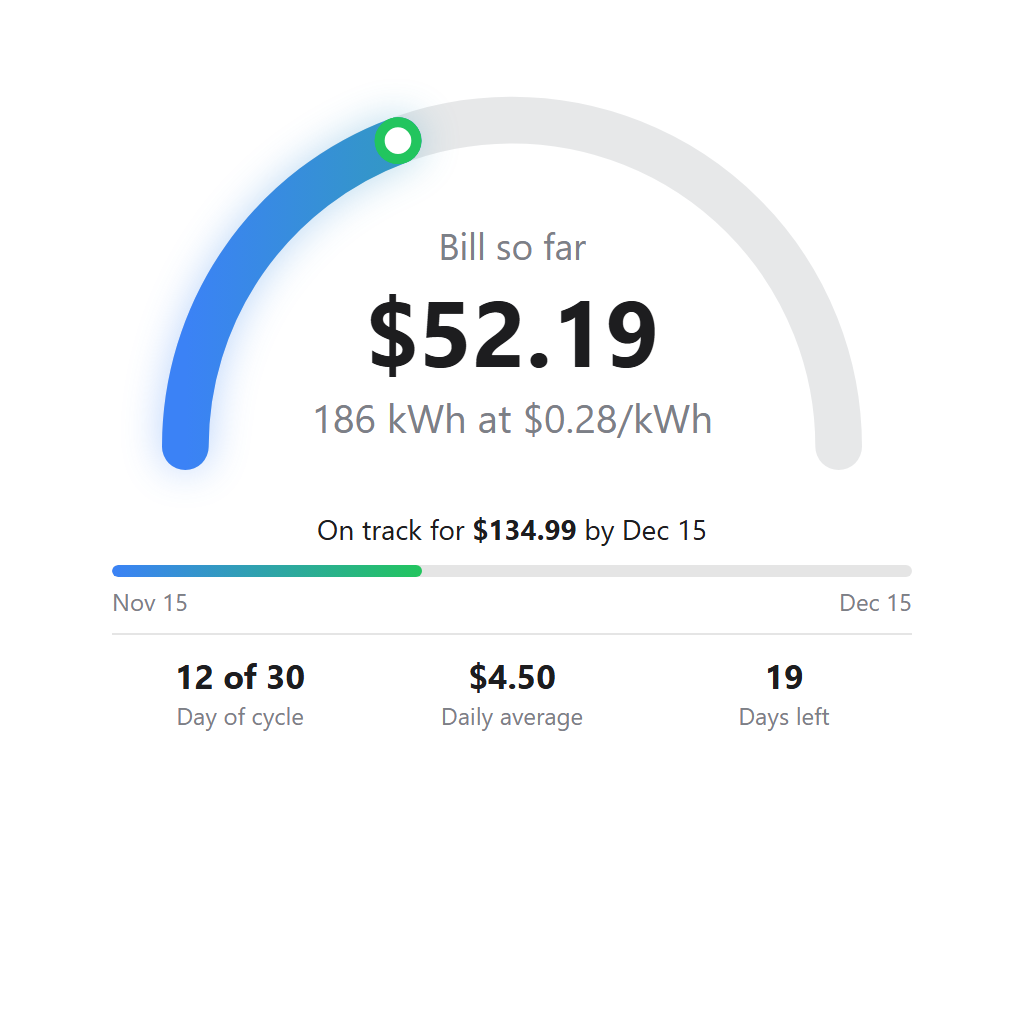 Bill so far
$52.19
186 kWh at $0.28/kWh
On track for $134.99 by Dec 15
Nov 15 Dec 15
12 of 30 $4.50 19
Day of cycle Daily average Days left